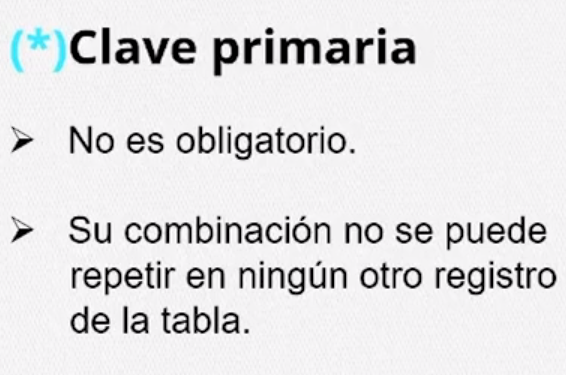 (*)Clave primaria
➢ No es obligatorio.
➢ Su combinación no se puede
repetir en ningún otro registro
de la tabla.